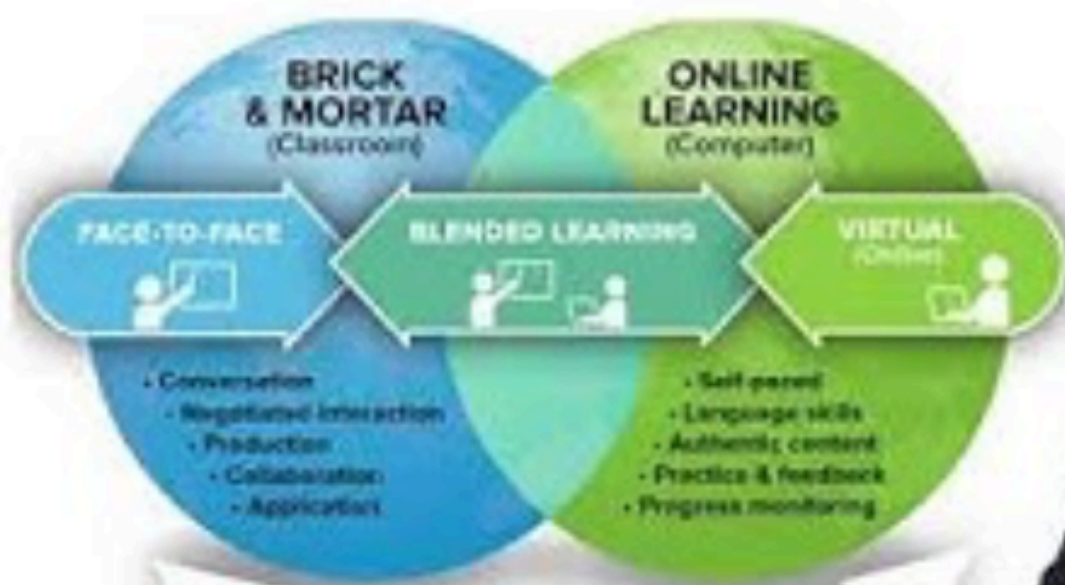 BRICK
& MORTAR
(Classroom)
ONLINE
LEARNING
(Computer)
FACE-TO-FACE
BLENDED LEARNING
VIRTUAL
(Online)
• Conversation
• Negotiated interaction
• Production
• Collaboration
• Application
• Self-paced
• Language skills
• Authentic content
• Practice & feedback
• Progress monitoring